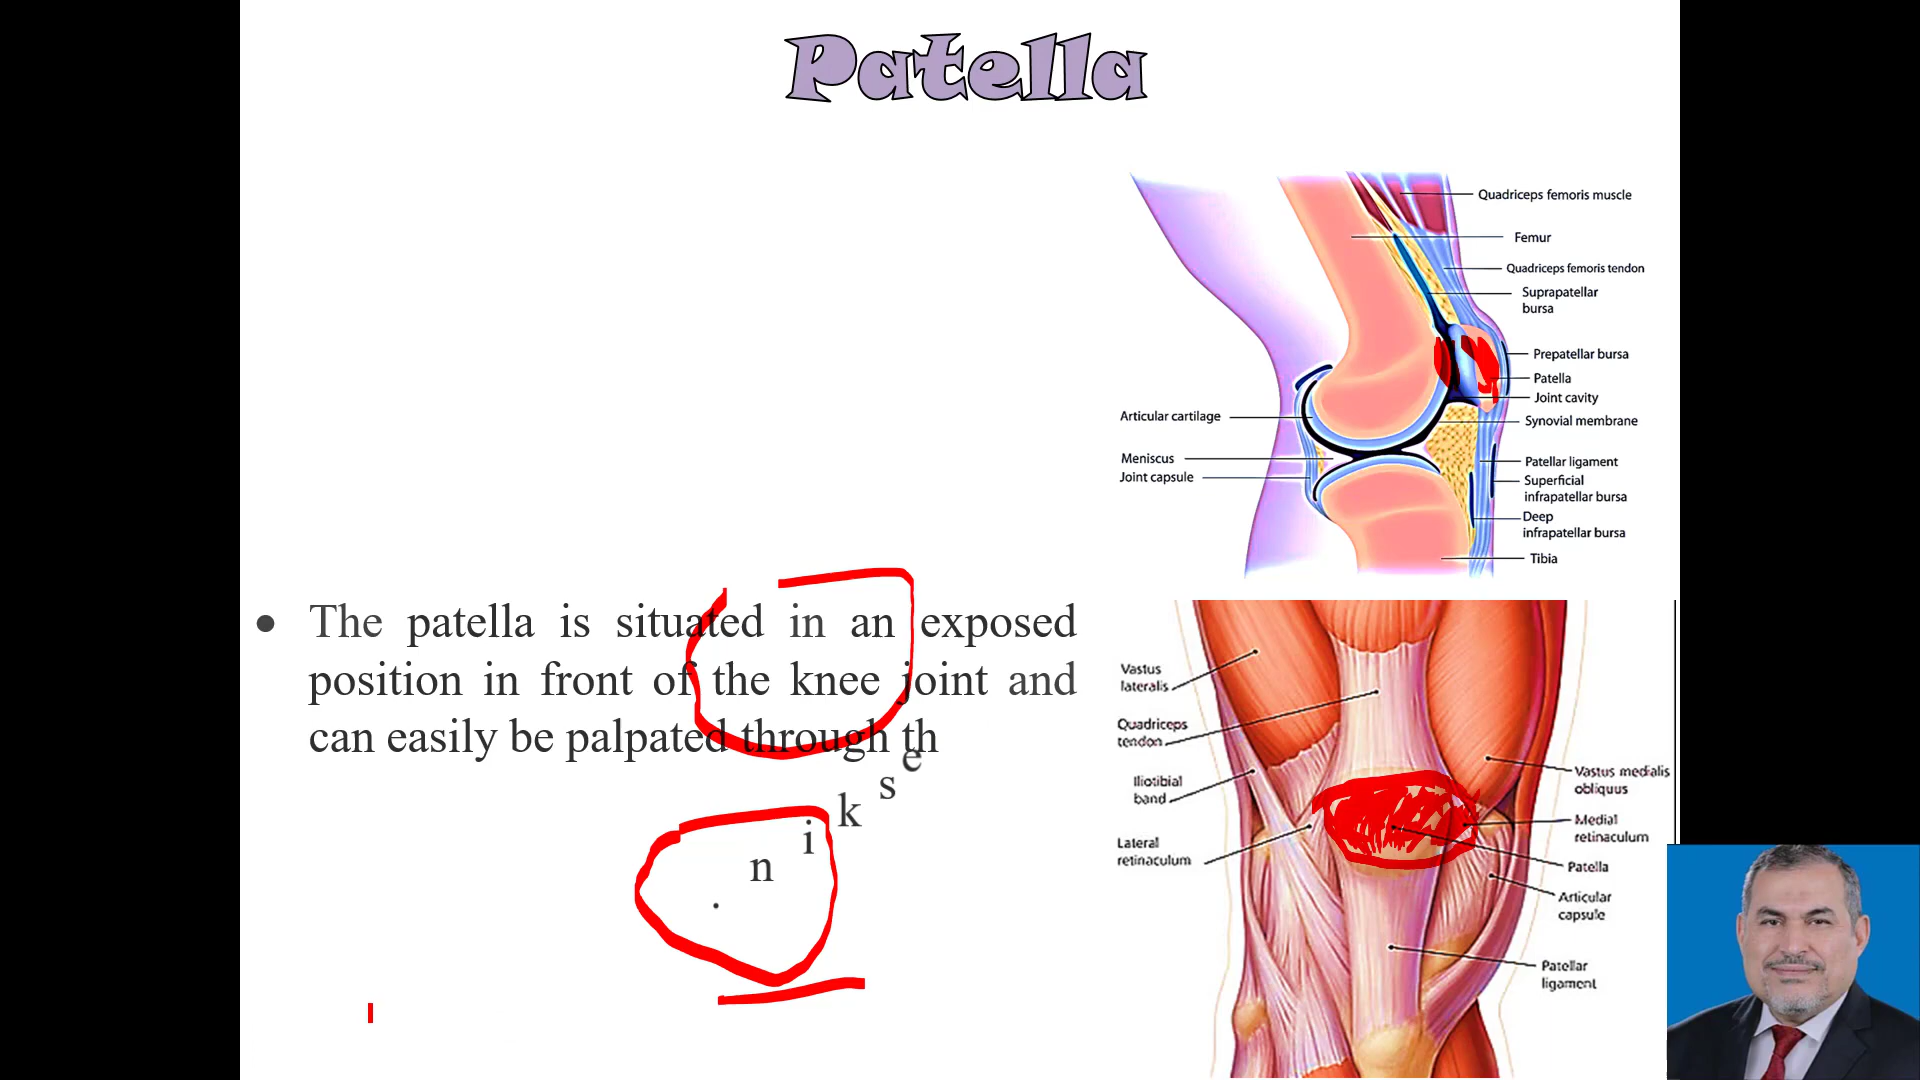 Patella
Quadriceps femoris muscle
Femur
Quadriceps femoris tendon
Suprapatellar
bursa
Prepatellar bursa
Patella
Joint cavity
Articular cartilage
Synovial membrane
Meniscus
Joint capsule
Patellar ligament
Superficial
infrapatellar bursa
Deep
infrapatellar bursa
Tibia
• The patella is situated in an exposed
position in front of the knee joint and
can easily be palpated through th
e
s
k
i
n
.
Vastus
lateralis
Quadriceps
tendon
Iliotibial
band
Lateral
retinaculum
Vastus medialis
obliquus
Medial
retinaculum
Patella
Articular
capsule
Patellar
ligament